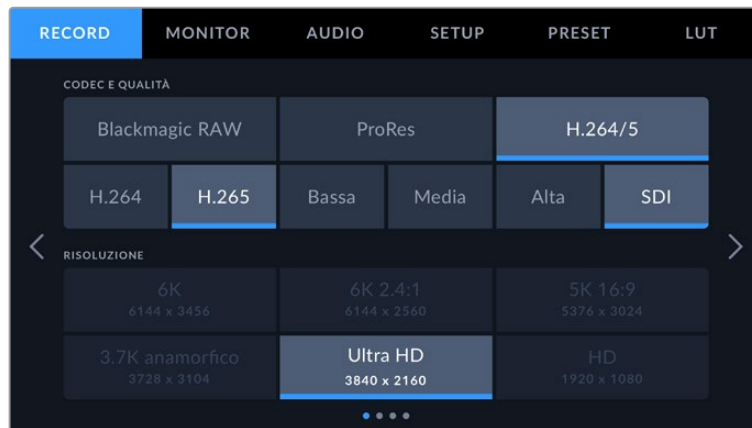 RECORD MONITOR AUDIO SETUP PRESET LUT
CODEC E QUALITÀ
Blackmagic RAW ProRes H.264/5
H.264 H.265 Bassa Media Alta SDI
RISOLUZIONE
6K 6K 2.4:1 5K 16:9
6144 x 3456 6144 x 2560 5376 x 3024
3.7K anamorfico Ultra HD HD
3728 x 3104 3840 x 2160 1920 x 1080